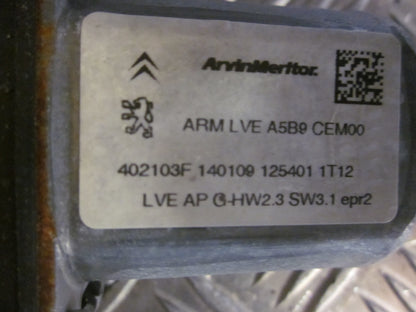 ArvinMeritor.
ARM LVE A5B9 CEM00
402103F 140109 125401 1T12
LVE AP G-HW2.3 SW3.1 epr2